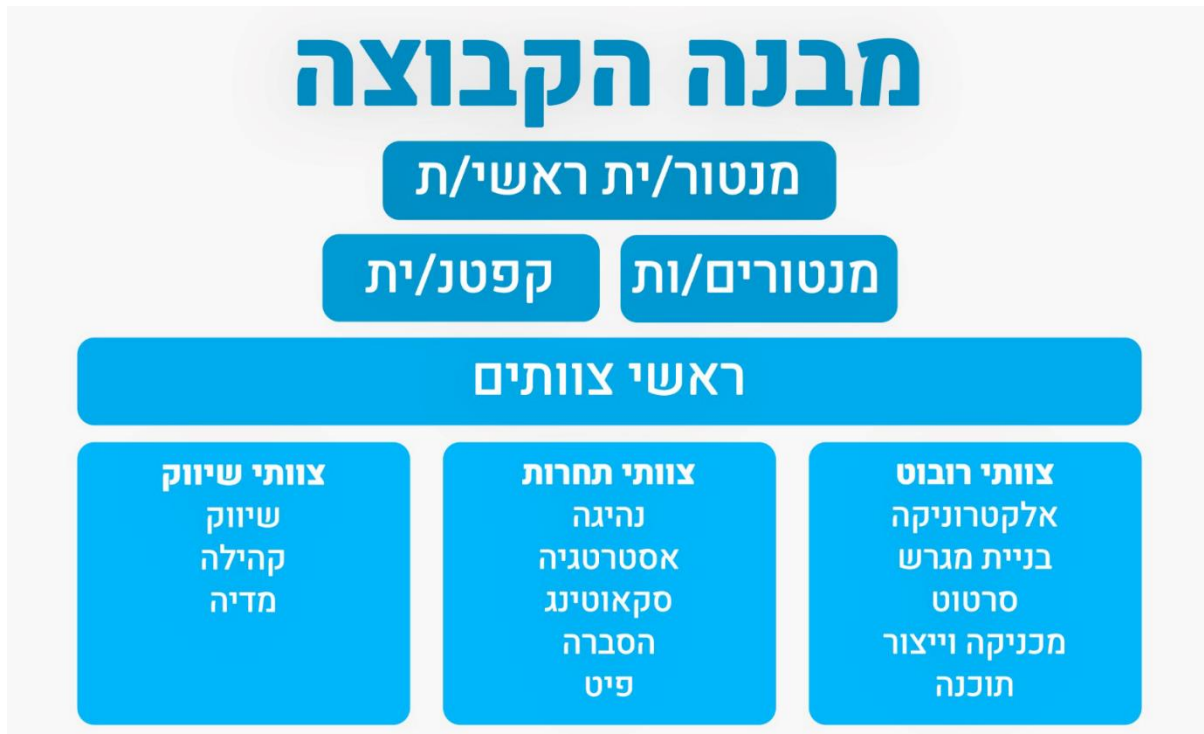 מבנה הקבוצה
מנטור/ית ראשי/ת
מנטורים/ות
קפטנ/ית
ראשי צוותים
צוותי רובוט
אלקטרוניקה
בניית מגרש
סרטוט
מכניקה וייצור
תוכנה
צוותי תחרות
נהיגה
אסטרטגיה
סקאוטינג
הסברה
פיט
צוותי שיווק
שיווק
קהילה
מדיה